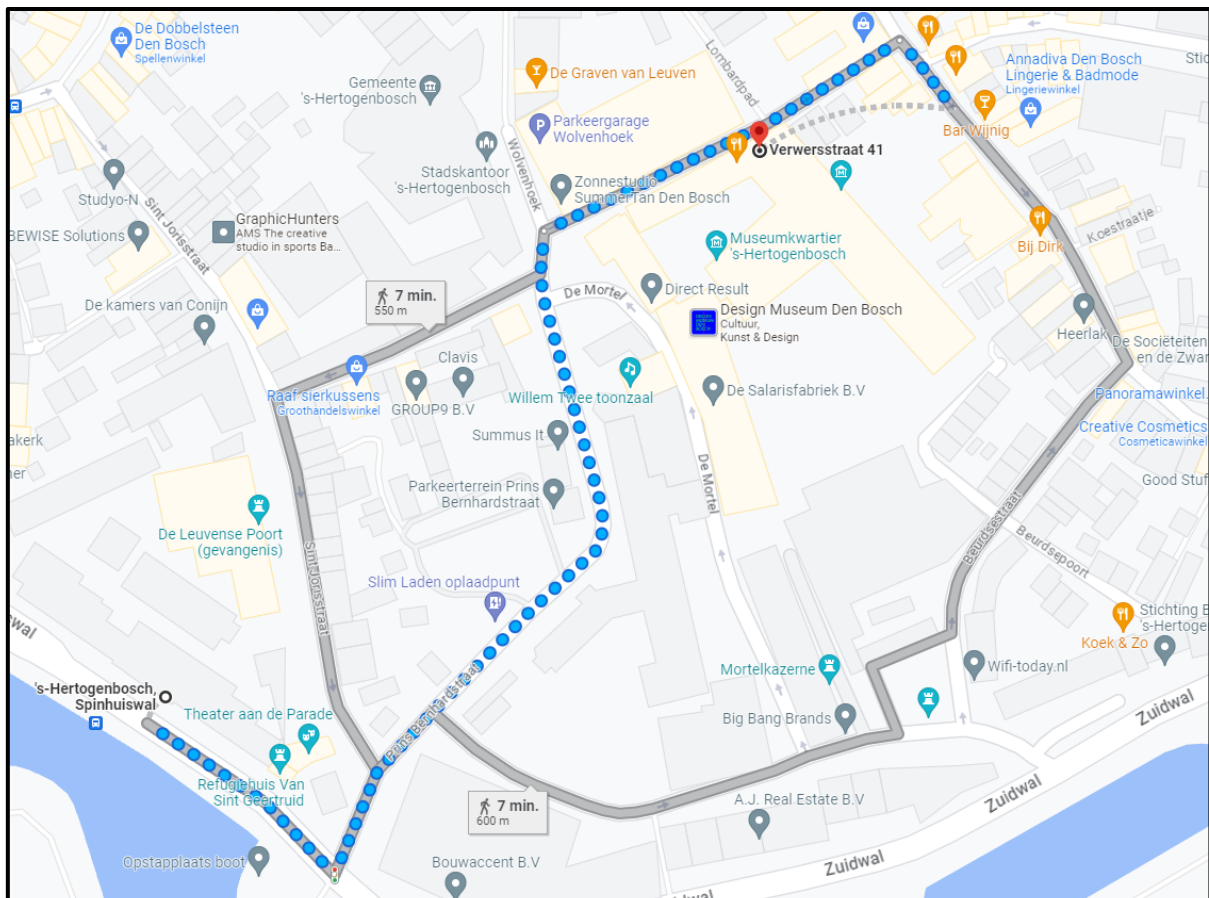 De Dobbelsteen
Den Bosch
Spellenwinkel
Gemeente
's-Hertogenbosch
De Graven van Leuven
Lombardpad
Annadiva Den Bosch
Lingerie & Badmode
Lingeriewinkel
Parkeergarage
Wolvenhoek
Bar Wijnig
Wolvenhoek
Verwersstraat 41
Stadskantoor
's-Hertogenbosch
Zonnestudio
SummerTan Den Bosch
Studyo-N
Sint Jorisstraat
GraphicHunters
AMS The creative
studio in sports Ba...
BEWISE Solutions
Koestraatje
Museumkwartier
's-Hertogenbosch
Bij Dirk
De kamers van Conijn
7 min.
550 m
De Mortel
Direct Result
Design Museum Den Bosch
Cultuur,
Kunst & Design
Heerlak
De Sociëteiten
en de Zwar
Clavis
Raaf sierkussens
Groothandelswinkel
GROUP9 B.V
Willem Twee toonzaal
De Salarisfabriek B.V
Panoramawinkel.
Creative Cosmetics
Cosmeticawinkel
akerk
ner
Summus It
De Mortel
Good Stuf
Parkeerterrein Prins
Bernhardstraat
De Leuvense Poort
(gevangenis)
Sint Jorisstraat
Beurdsestraat
Beurdsepoort
Slim Laden oplaadpunt
Stichting B
's-Hertoger
Koek & Zo
Wifi-today.nl
Mortelkazerne
Big Bang Brands
Zuidwal
's-Hertogenbosch,
Spinhuiswal
Prins Bernhardstraat
Theater aan de Parade
Refugiehuis Van
Sint Geertruid
7 min.
600 m
A.J. Real Estate B.V
Zuidwal
Opstapplaats boot
Bouwaccent B.V
Zuidwal
Zuidwal